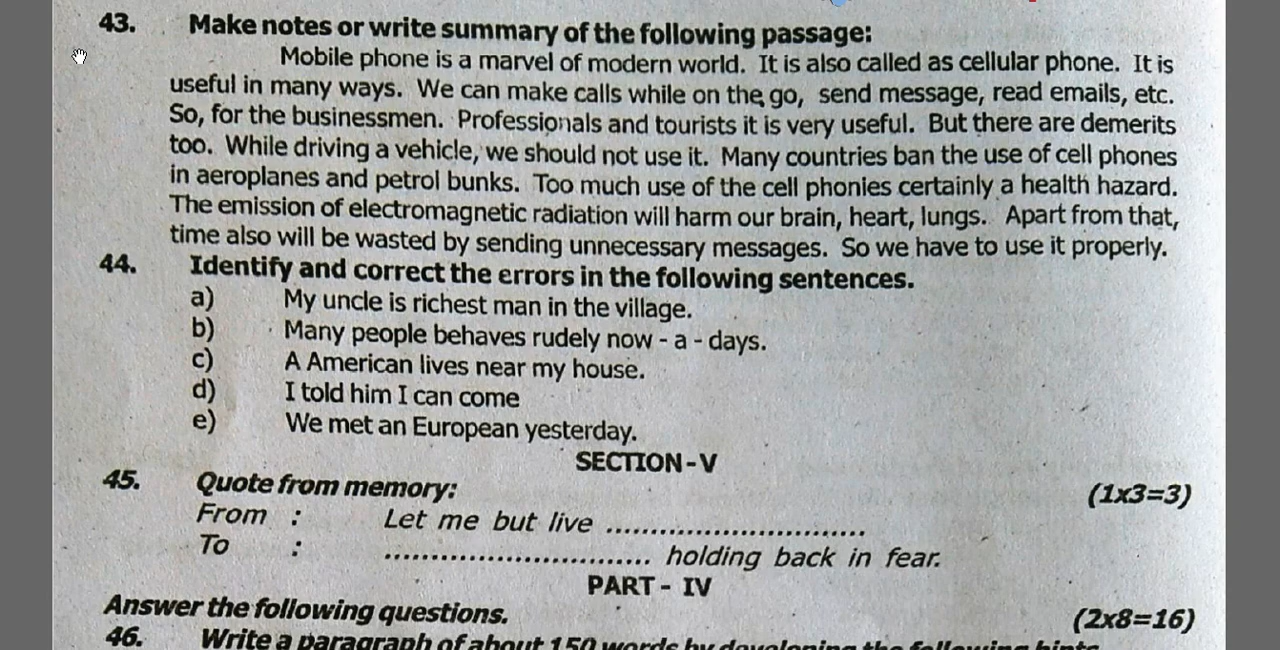 43. Make notes or write summary of the following passage:
Mobile phone is a marvel of modern world. It is also called as cellular phone. It is
useful in many ways. We can make calls while on the go, send message, read emails, etc.
So, for the businessmen. Professionals and tourists it is very useful. But there are demerits
too. While driving a vehicle, we should not use it. Many countries ban the use of cell phones
in aeroplanes and petrol bunks. Too much use of the cell phonies certainly a health hazard.
The emission of electromagnetic radiation will harm our brain, heart, lungs. Apart from that,
time also will be wasted by sending unnecessary messages. So we have to use it properly.
44. Identify and correct the errors in the following sentences.
a) My uncle is richest man in the village.
b) Many people behaves rudely now - a - days.
c) A American lives near my house.
d) I told him I can come
e) We met an European yesterday.
SECTION - V
45. Quote from memory: (1x3=3)
From : Let me but live .............................
To : .............................. holding back in fear.
PART - IV
Answer the following questions. (2x8=16)
46. Write a paragraph of about 150 words by developing the following hints